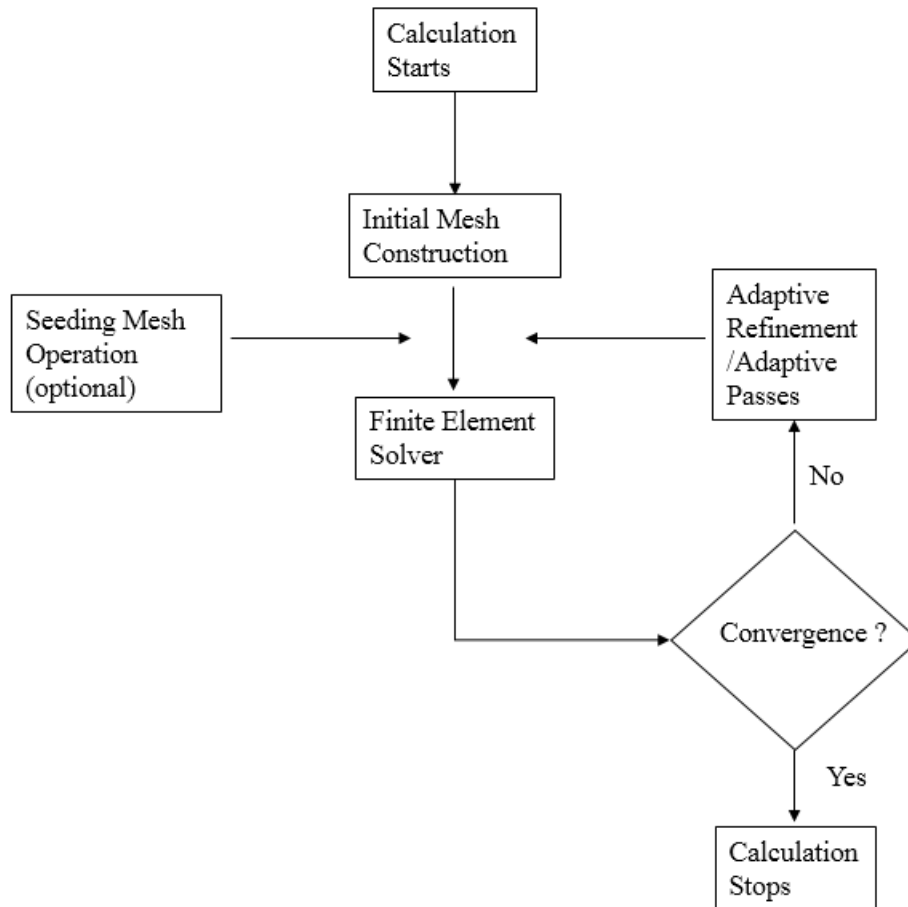 Calculation
Starts
Initial Mesh
Construction
Seeding Mesh
Operation
(optional)
Adaptive
Refinement
/Adaptive
Passes
Finite Element
Solver
No
Convergence ?
Yes
Calculation
Stops